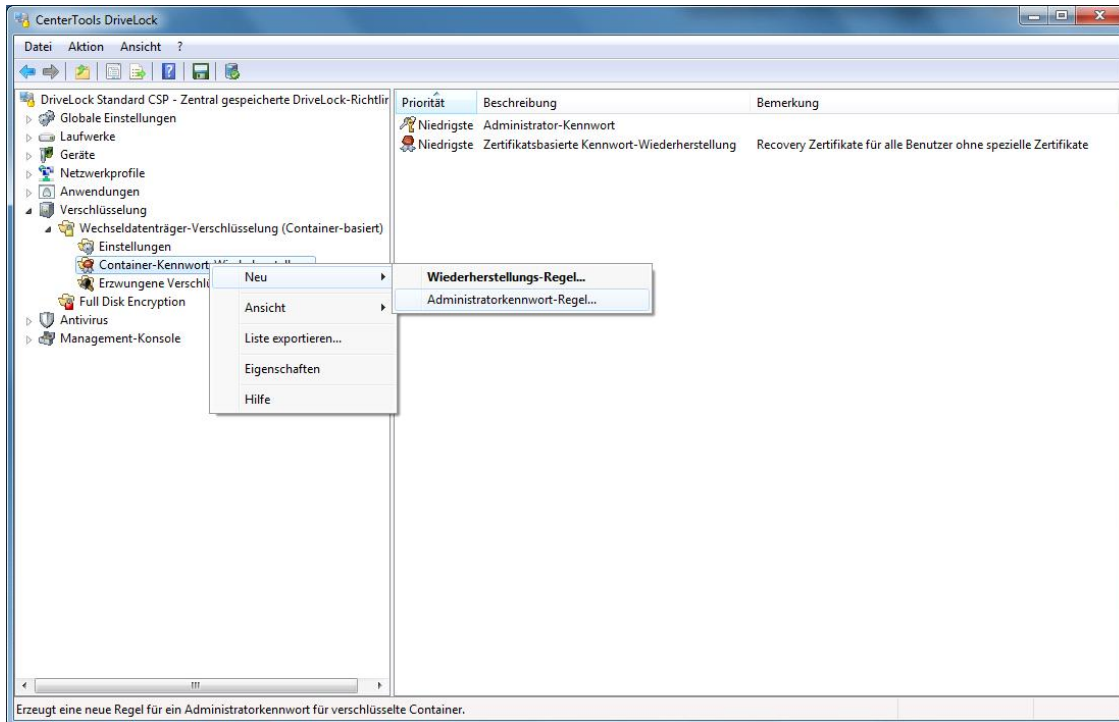 CenterTools DriveLock
Datei Aktion Ansicht ?
DriveLock Standard CSP - Zentral gespeicherte DriveLock-Richtlir
Globale Einstellungen
Laufwerke
Geräte
Netzwerkprofile
Anwendungen
Verschlüsselung
Wechseldatenträger-Verschlüsselung (Container-basiert)
Einstellungen
Container-Kennwort
Erzwungene
Full Disk Encryption
Antivirus
Management-Konsole
Neu
Ansicht
Liste exportieren...
Eigenschaften
Hilfe
Wiederherstellungs-Regel...
Administratorkennwort-Regel...
Priorität Beschreibung Bemerkung
Niedrigste Administrator-Kennwort
Niedrigste Zertifikatsbasierte Kennwort-Wiederherstellung Recovery Zertifikate für alle Benutzer ohne spezielle Zertifikate
Erzeugt eine neue Regel für ein Administratorkennwort für verschlüsselte Container.